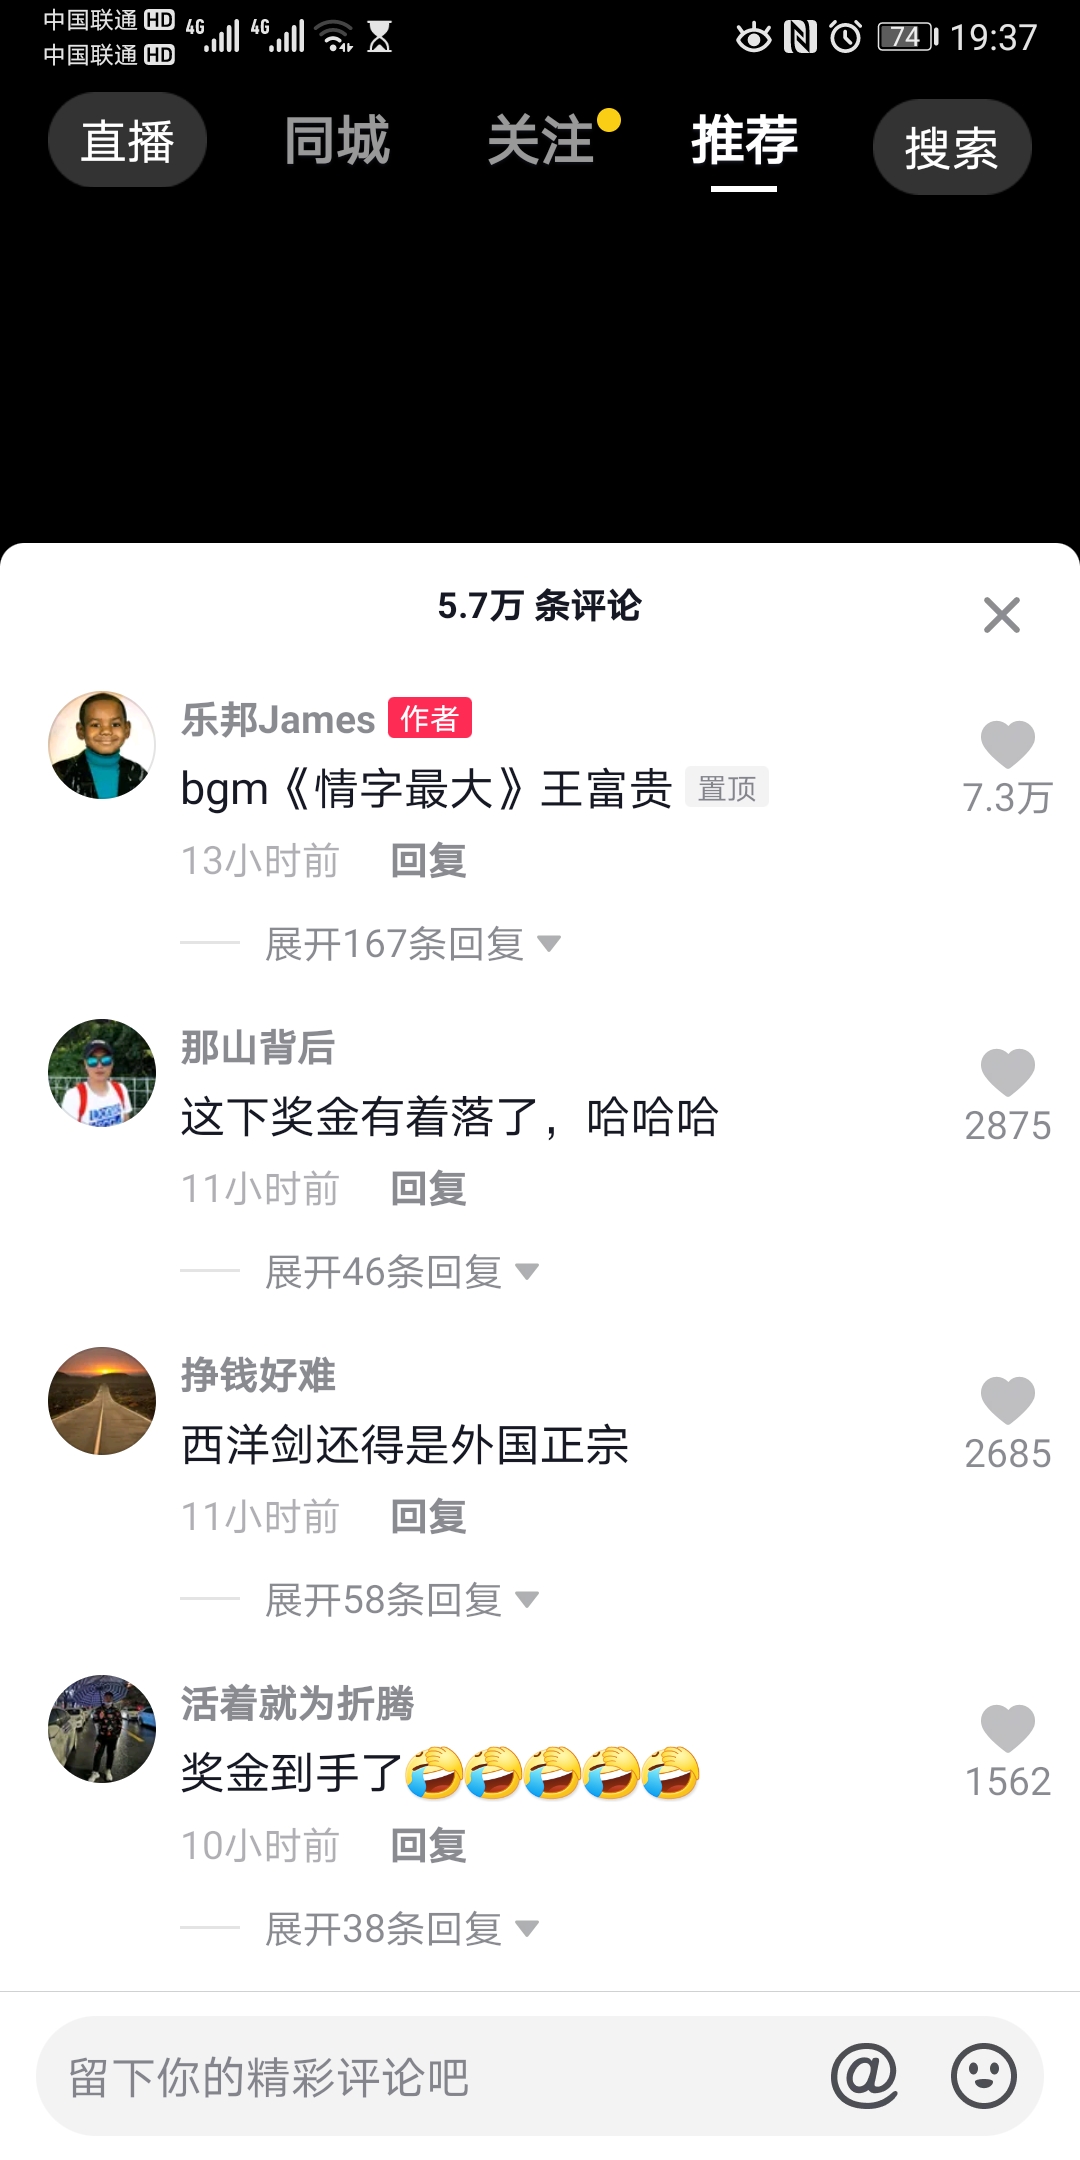 中国联通 HD 4G 4G 74 19:37
中国联通 HD
直播 同城 关注 推荐 搜索
5.7万 条评论
乐邦James 作者
bgm《情字最大》王富贵 置顶
7.3万
13小时前 回复
展开167条回复
那山背后
这下奖金有着落了，哈哈哈
2875
11小时前 回复
展开46条回复
挣钱好难
西洋剑还得是外国正宗
2685
11小时前 回复
展开58条回复
活着就为折腾
奖金到手了🤣🤣🤣🤣🤣
1562
10小时前 回复
展开38条回复
留下你的精彩评论吧 @